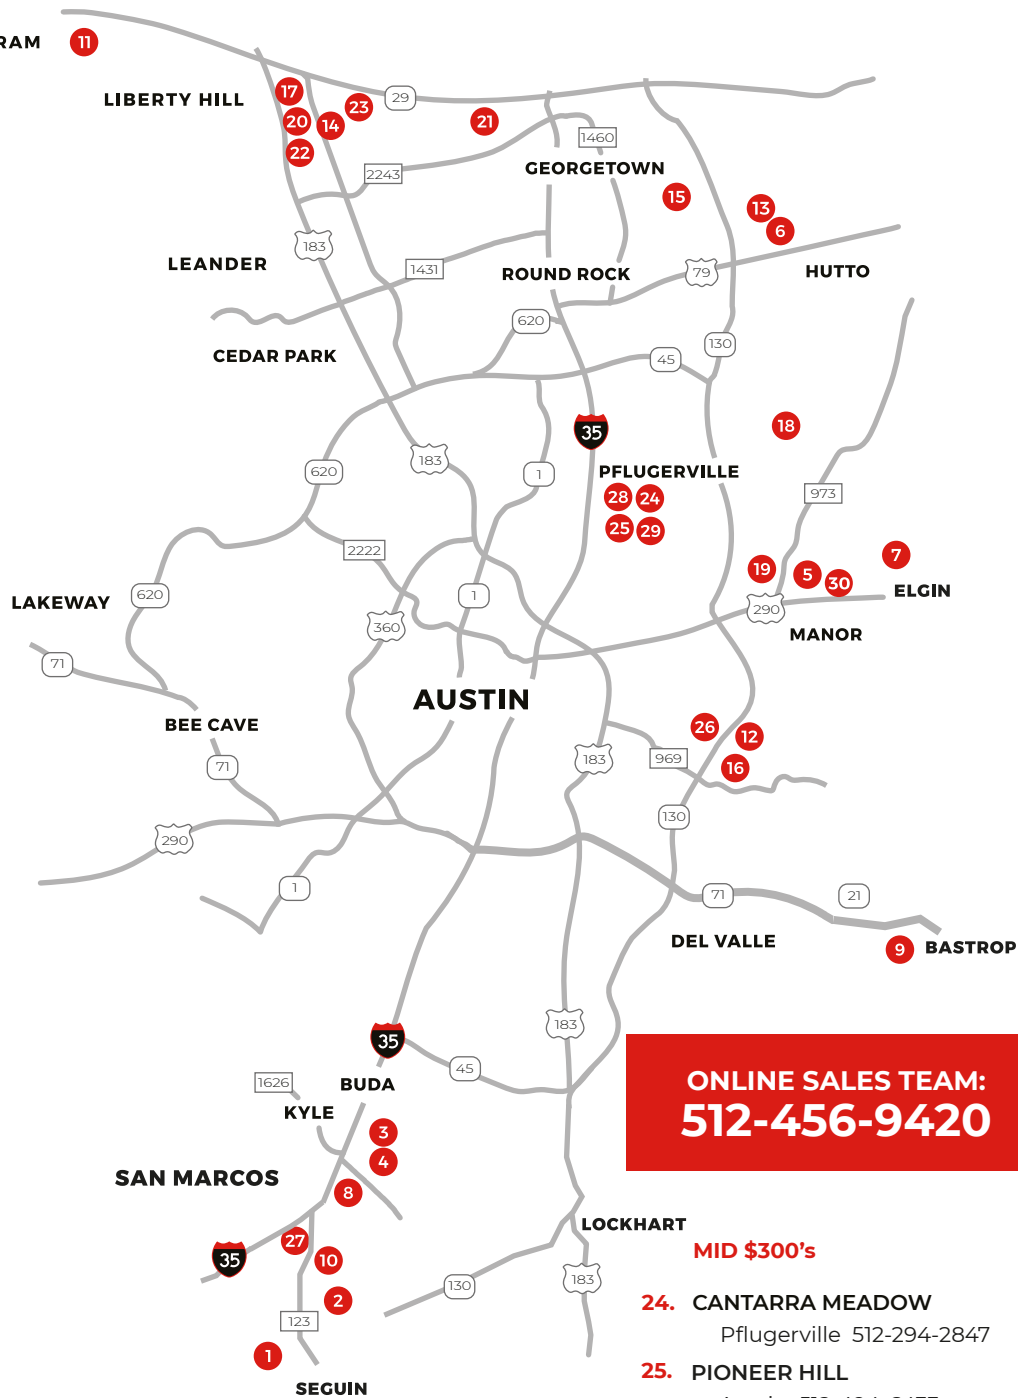 RAM
11
LIBERTY HILL
17
23
29
20
14
21
22
1460
2243
GEORGETOWN
15
13
6
183
LEANDER
1431
ROUND ROCK
79
HUTTO
620
CEDAR PARK
45
130
35
18
620
183
1
PFLUGERVILLE
28
24
973
25
29
2222
19
5
30
7
LAKEWAY
620
1
290
ELGIN
360
MANOR
71
AUSTIN
BEE CAVE
26
12
71
183
969
16
290
130
1
71
21
DEL VALLE
9
BASTROP
35
183
45
1626
BUDA
KYLE
3
4
SAN MARCOS
8
27
35
10
2
123
1
SEGUIN
LOCKHART
130
183
ONLINE SALES TEAM:
512-456-9420
MID $300's
24. CANTARRA MEADOW
Pflugerville 512-294-2847
25. PIONEER HILL